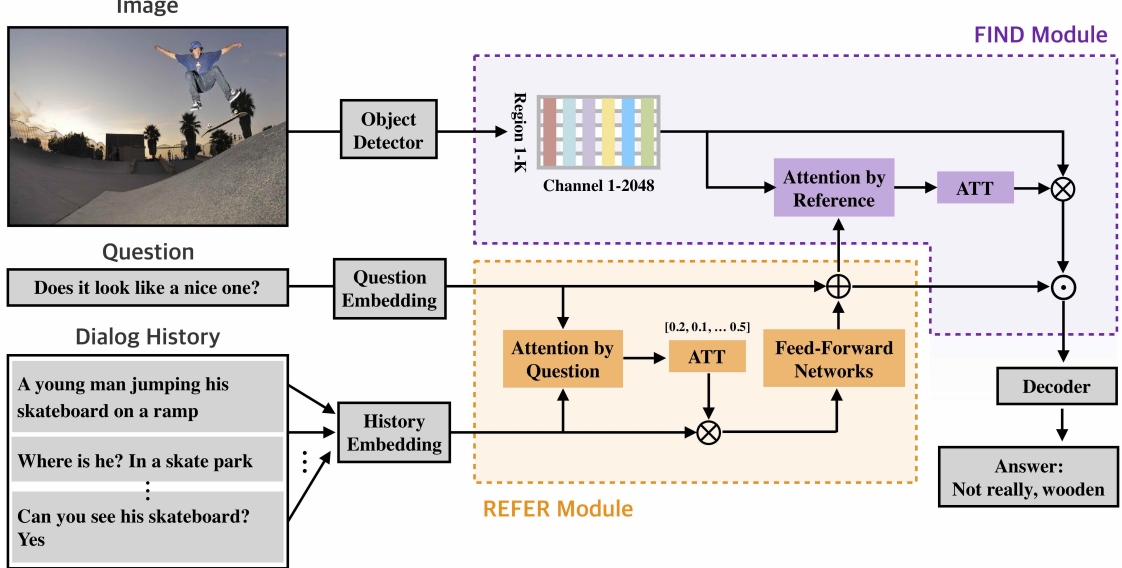 Image
FIND Module
Object
Detector
Region 1-K
Channel 1-2048
Attention by
Reference
ATT
Question
Does it look like a nice one?
Question
Embedding
Dialog History
A young man jumping his
skateboard on a ramp
Where is he? In a skate park
Can you see his skateboard?
Yes
History
Embedding
Attention by
Question
[0.2, 0.1, … 0.5]
ATT
Feed-Forward
Networks
REFER Module
Decoder
Answer:
Not really, wooden